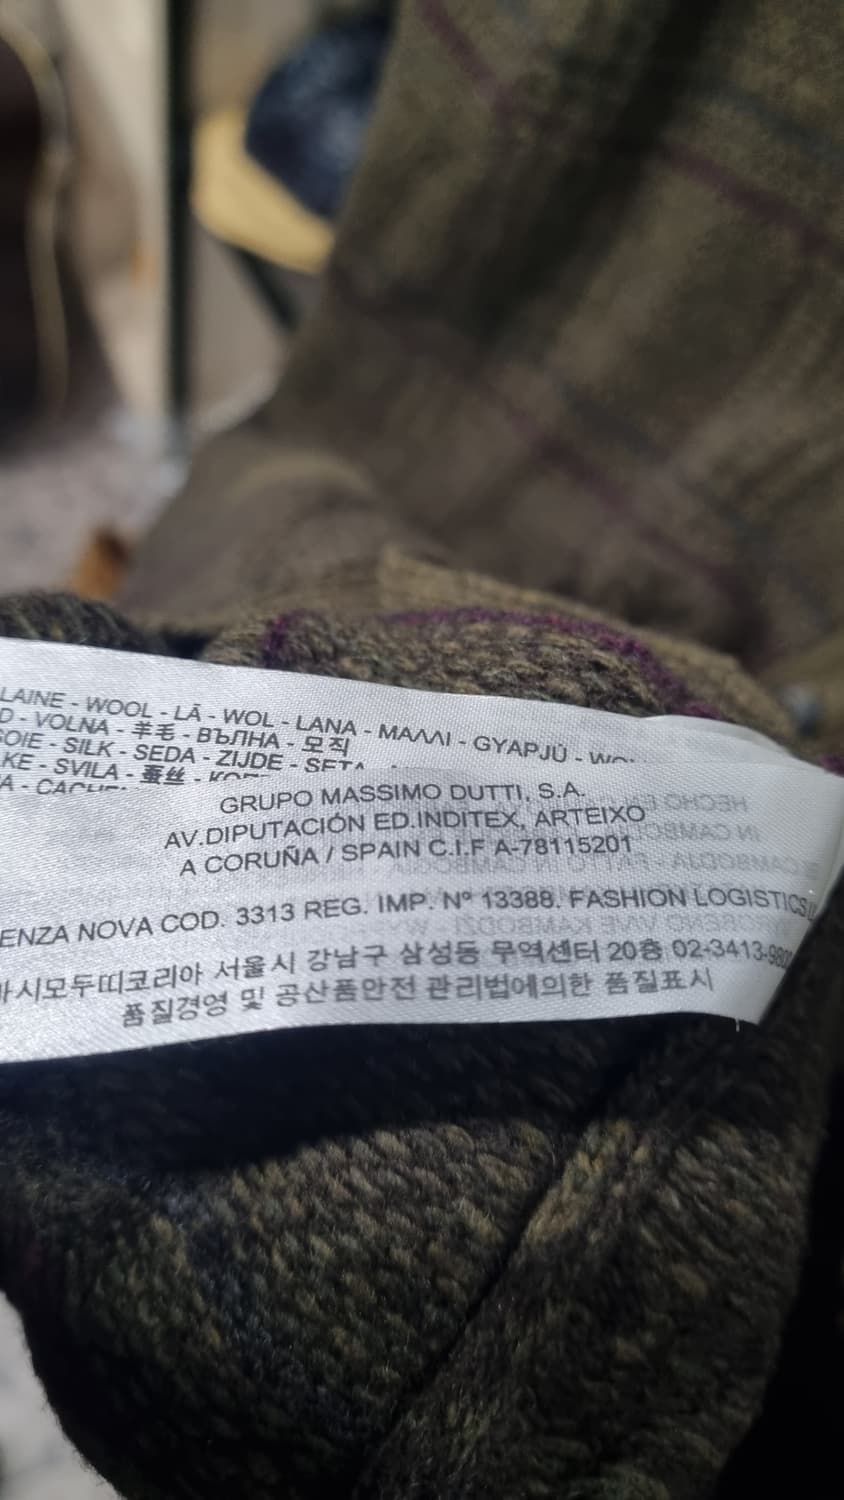 LAINE - WOOL - LÃ - WOL - LANA - ΜΑΛΛΙ - GYAPJÚ -
- VOLNA - 羊毛 - ВЪЛНА - 모직
SOIE - SILK - SEDA - ZIJDE - SETA
- SVILA - 蚕丝 -
GRUPO MASSIMO DUTTI, S.A.
AV.DIPUTACIÓN ED.INDITEX, ARTEIXO
A CORUÑA / SPAIN C.I.F A-78115201
NOVA COD. 3313 REG. IMP. Nº 13388. FASHION LOGISTICS
마시모두띠코리아 서울시 강남구 삼성동 무역센터 20층
품질경영 및 공산품안전 관리법에의한 품질표시